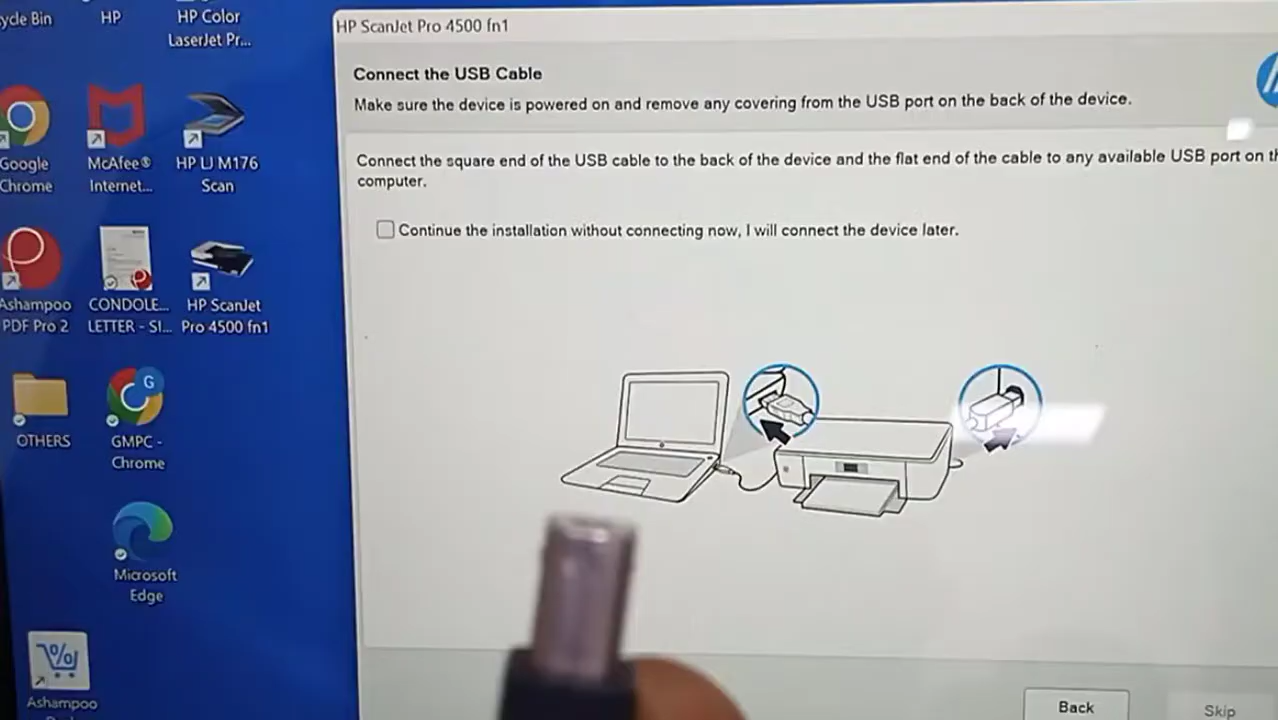 ycle Bin
HP
HP Color
LaserJet Pr...
Google
Chrome
McAfee®
Internet...
HP LJ M176
Scan
Ashampoo
PDF Pro 2
CONDOLE...
LETTER - SI...
HP ScanJet
Pro 4500 fn1
OTHERS
GMPC -
Chrome
G
Microsoft
Edge
%
Ashampoo
HP ScanJet Pro 4500 fn1
Connect the USB Cable
Make sure the device is powered on and remove any covering from the USB port on the back of the device.
Connect the square end of the USB cable to the back of the device and the flat end of the cable to any available USB port on th
computer.
Continue the installation without connecting now, I will connect the device later.
Back
Skip